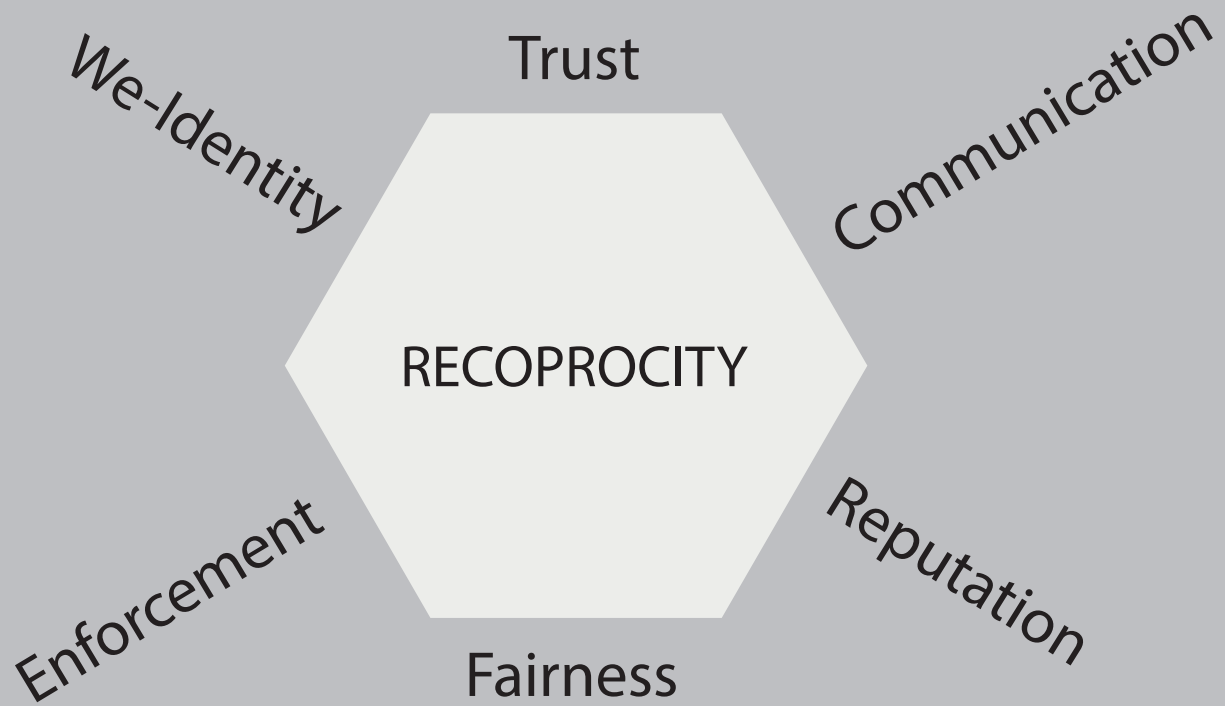 Trust
We-Identity
Communication
RECOPROCITY
Enforcement
Reputation
Fairness